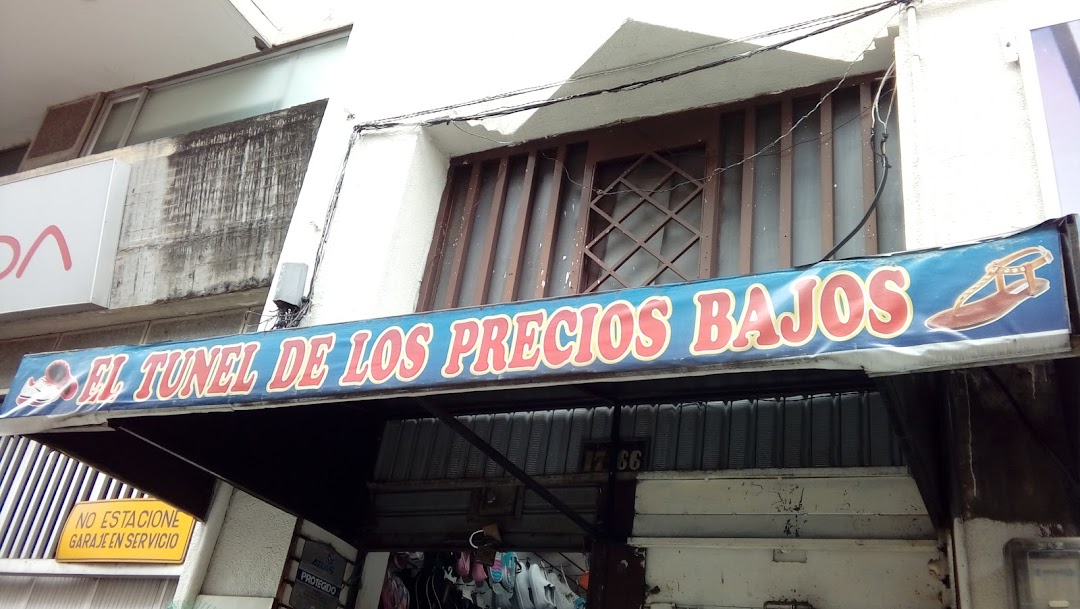 EL TUNEL DE LOS PRECIOS BAJOS
17 66
NO ESTACIONE
GARAJE EN SERVICIO
PROTEGIDO